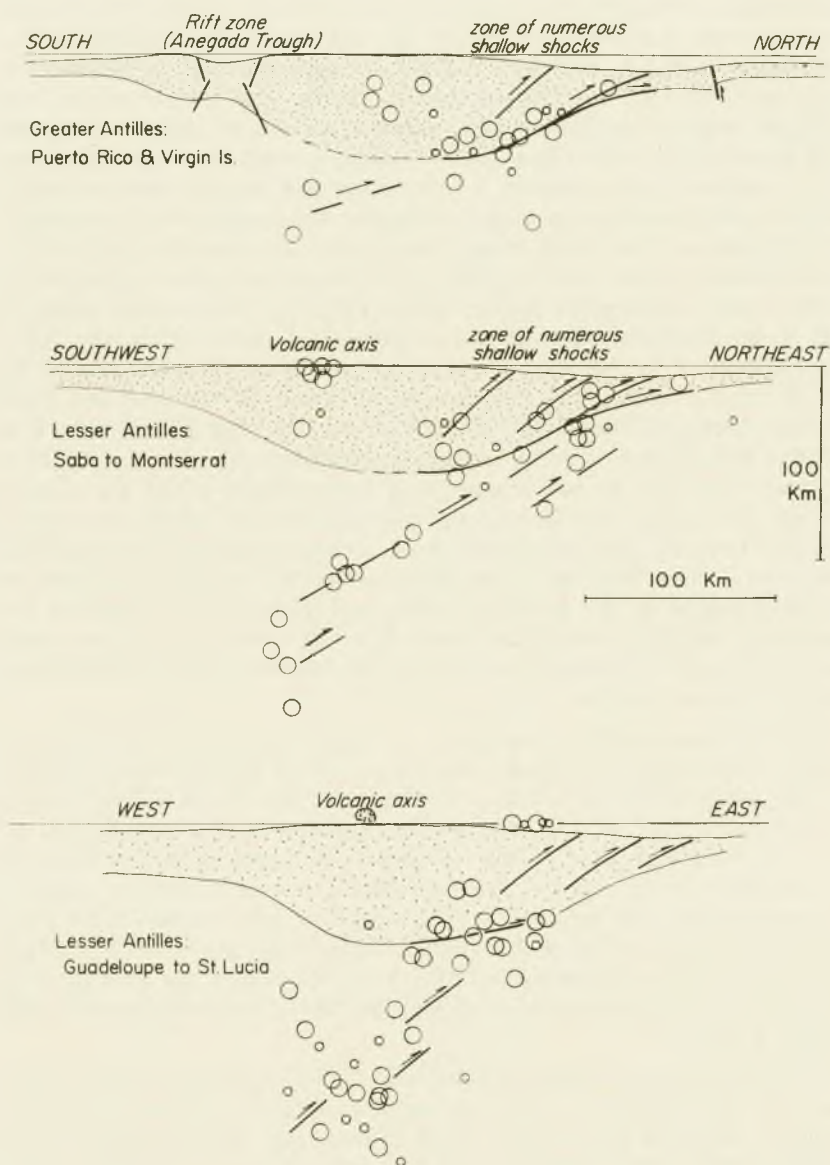 Rift zone
(Anegada Trough)
zone of numerous
shallow shocks
SOUTH
NORTH
Greater Antilles:
Puerto Rico & Virgin Is.
Volcanic axis
zone of numerous
shallow shocks
SOUTHWEST
NORTHEAST
Lesser Antilles
Saba to Montserrat
100
Km
100 Km
Volcanic axis
WEST
EAST
Lesser Antilles:
Guadeloupe to St. Lucia